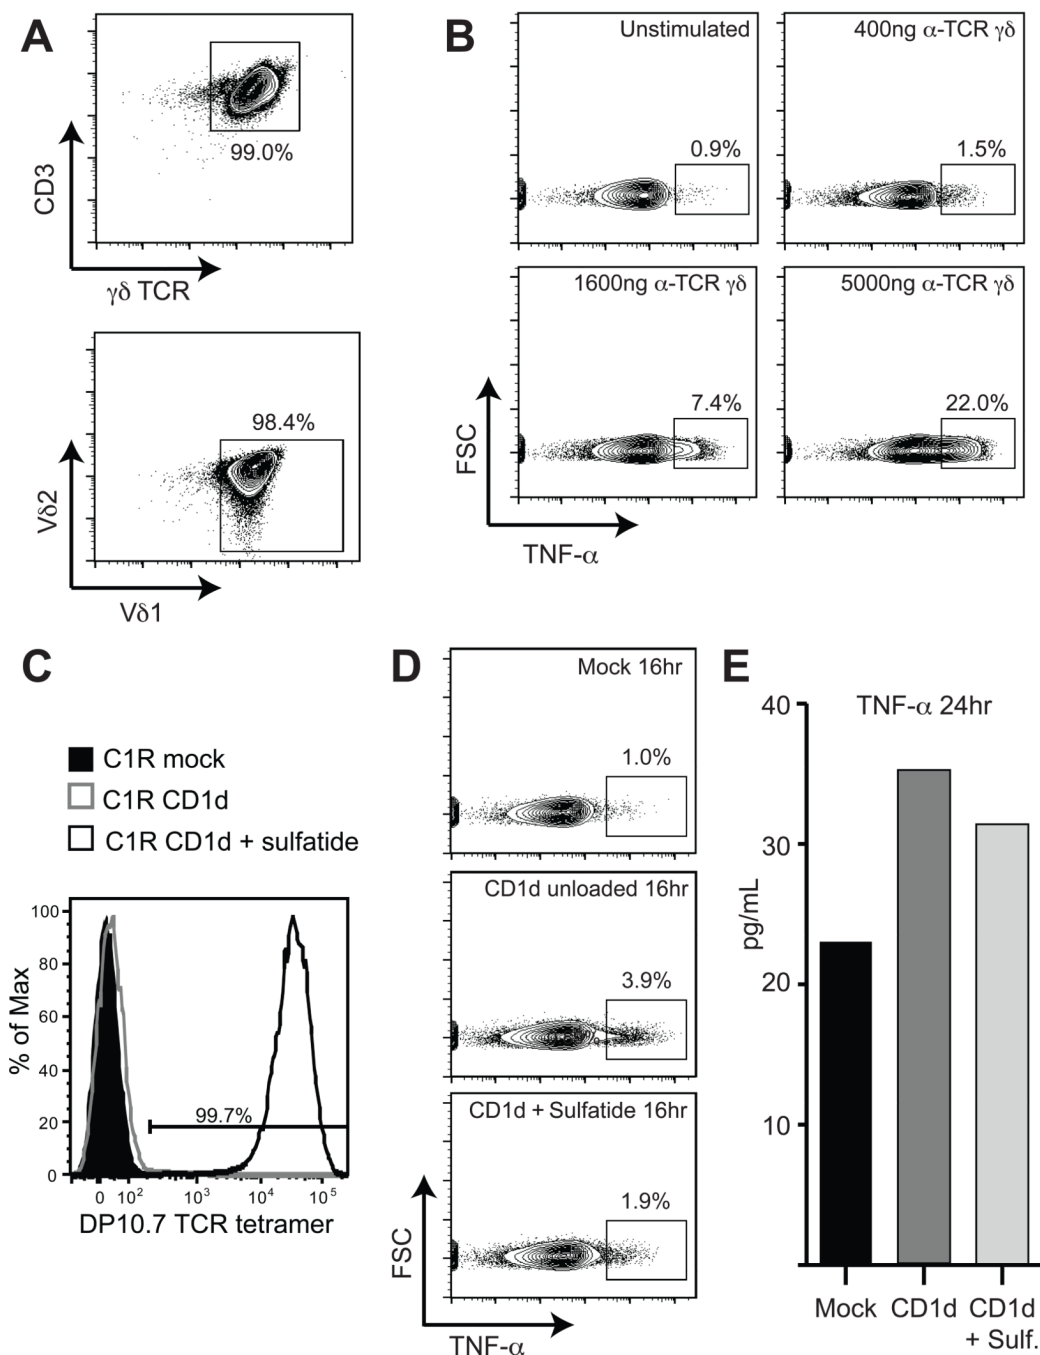 A
CD3
99.0%
γδ TCR
98.4%
Vδ2
Vδ1
B
Unstimulated
0.9%
400ng α-TCR γδ
1.5%
1600ng α-TCR γδ
7.4%
5000ng α-TCR γδ
22.0%
FSC
TNF-α
C
C1R mock
C1R CD1d
C1R CD1d + sulfatide
% of Max
100
80
60
40
20
0
99.7%
0 10² 10³ 10⁴ 10⁵
DP10.7 TCR tetramer
D
Mock 16hr
1.0%
CD1d unloaded 16hr
3.9%
CD1d + Sulfatide 16hr
1.9%
FSC
TNF-α
E
TNF-α 24hr
40
30
20
10
pg/mL
Mock CD1d CD1d
+ Sulf.